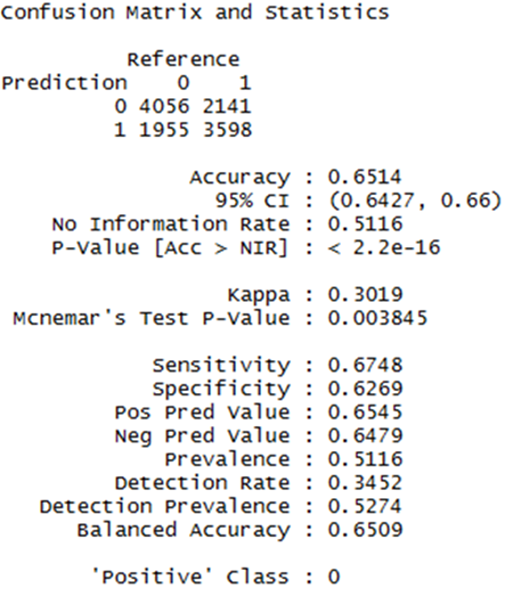 Confusion Matrix and Statistics
Reference
Prediction 0 1
0 4056 2141
1 1955 3598
Accuracy : 0.6514
95% CI : (0.6427, 0.66)
No Information Rate : 0.5116
P-Value [Acc > NIR] : < 2.2e-16
Kappa : 0.3019
Mcnemar's Test P-Value : 0.003845
Sensitivity : 0.6748
Specificity : 0.6269
Pos Pred Value : 0.6545
Neg Pred Value : 0.6479
Prevalence : 0.5116
Detection Rate : 0.3452
Detection Prevalence : 0.5274
Balanced Accuracy : 0.6509
'Positive' Class : 0